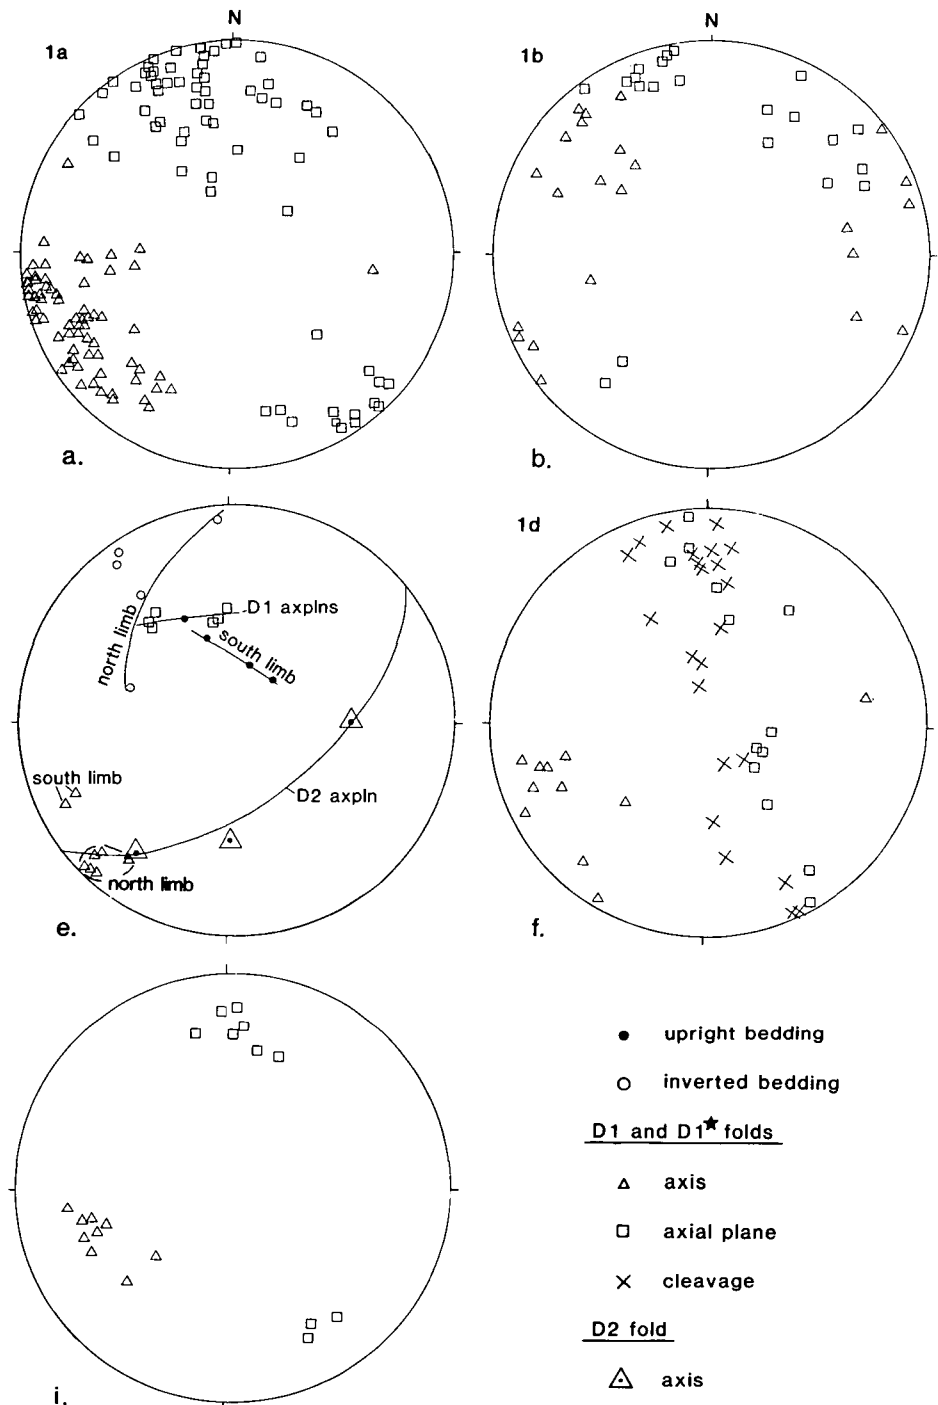 N
1a
a.
N
1b
b.
D1 axplns
north limb
south limb
south limb
D2 axpln
north limb
e.
1d
f.
i.
upright bedding
inverted bedding
D1 and D1★ folds
axis
axial plane
cleavage
D2 fold
axis